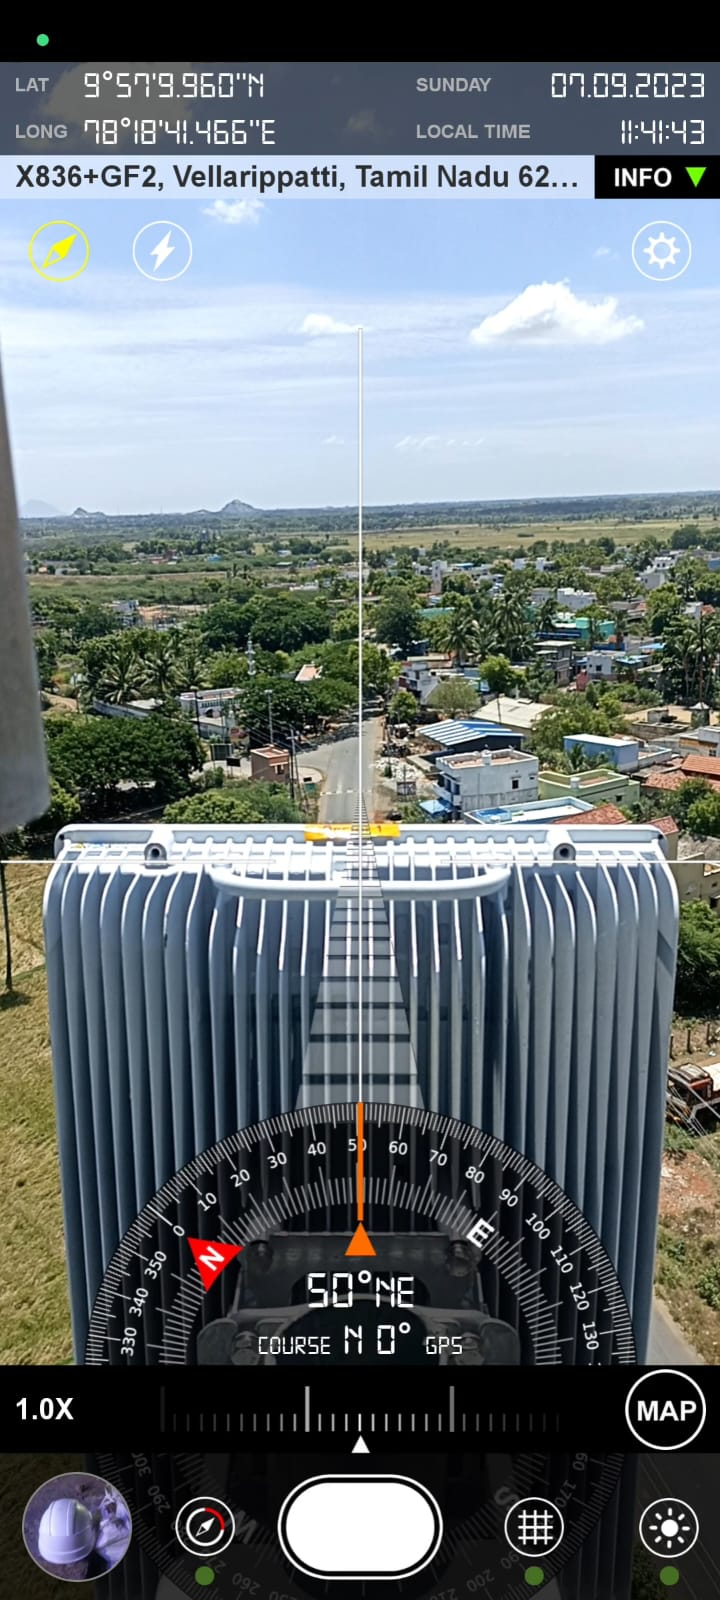 LAT 9°57'9.960"N SUNDAY 07.09.2023
LONG 78°18'41.466"E LOCAL TIME 11:41:43
X836+GF2, Vellarippatti, Tamil Nadu 62... INFO
330 340 350 0 10 20 30 40 50 60 70 80 90 100 110 120 130
N E
50°NE
COURSE N 0° GPS
1.0X MAP